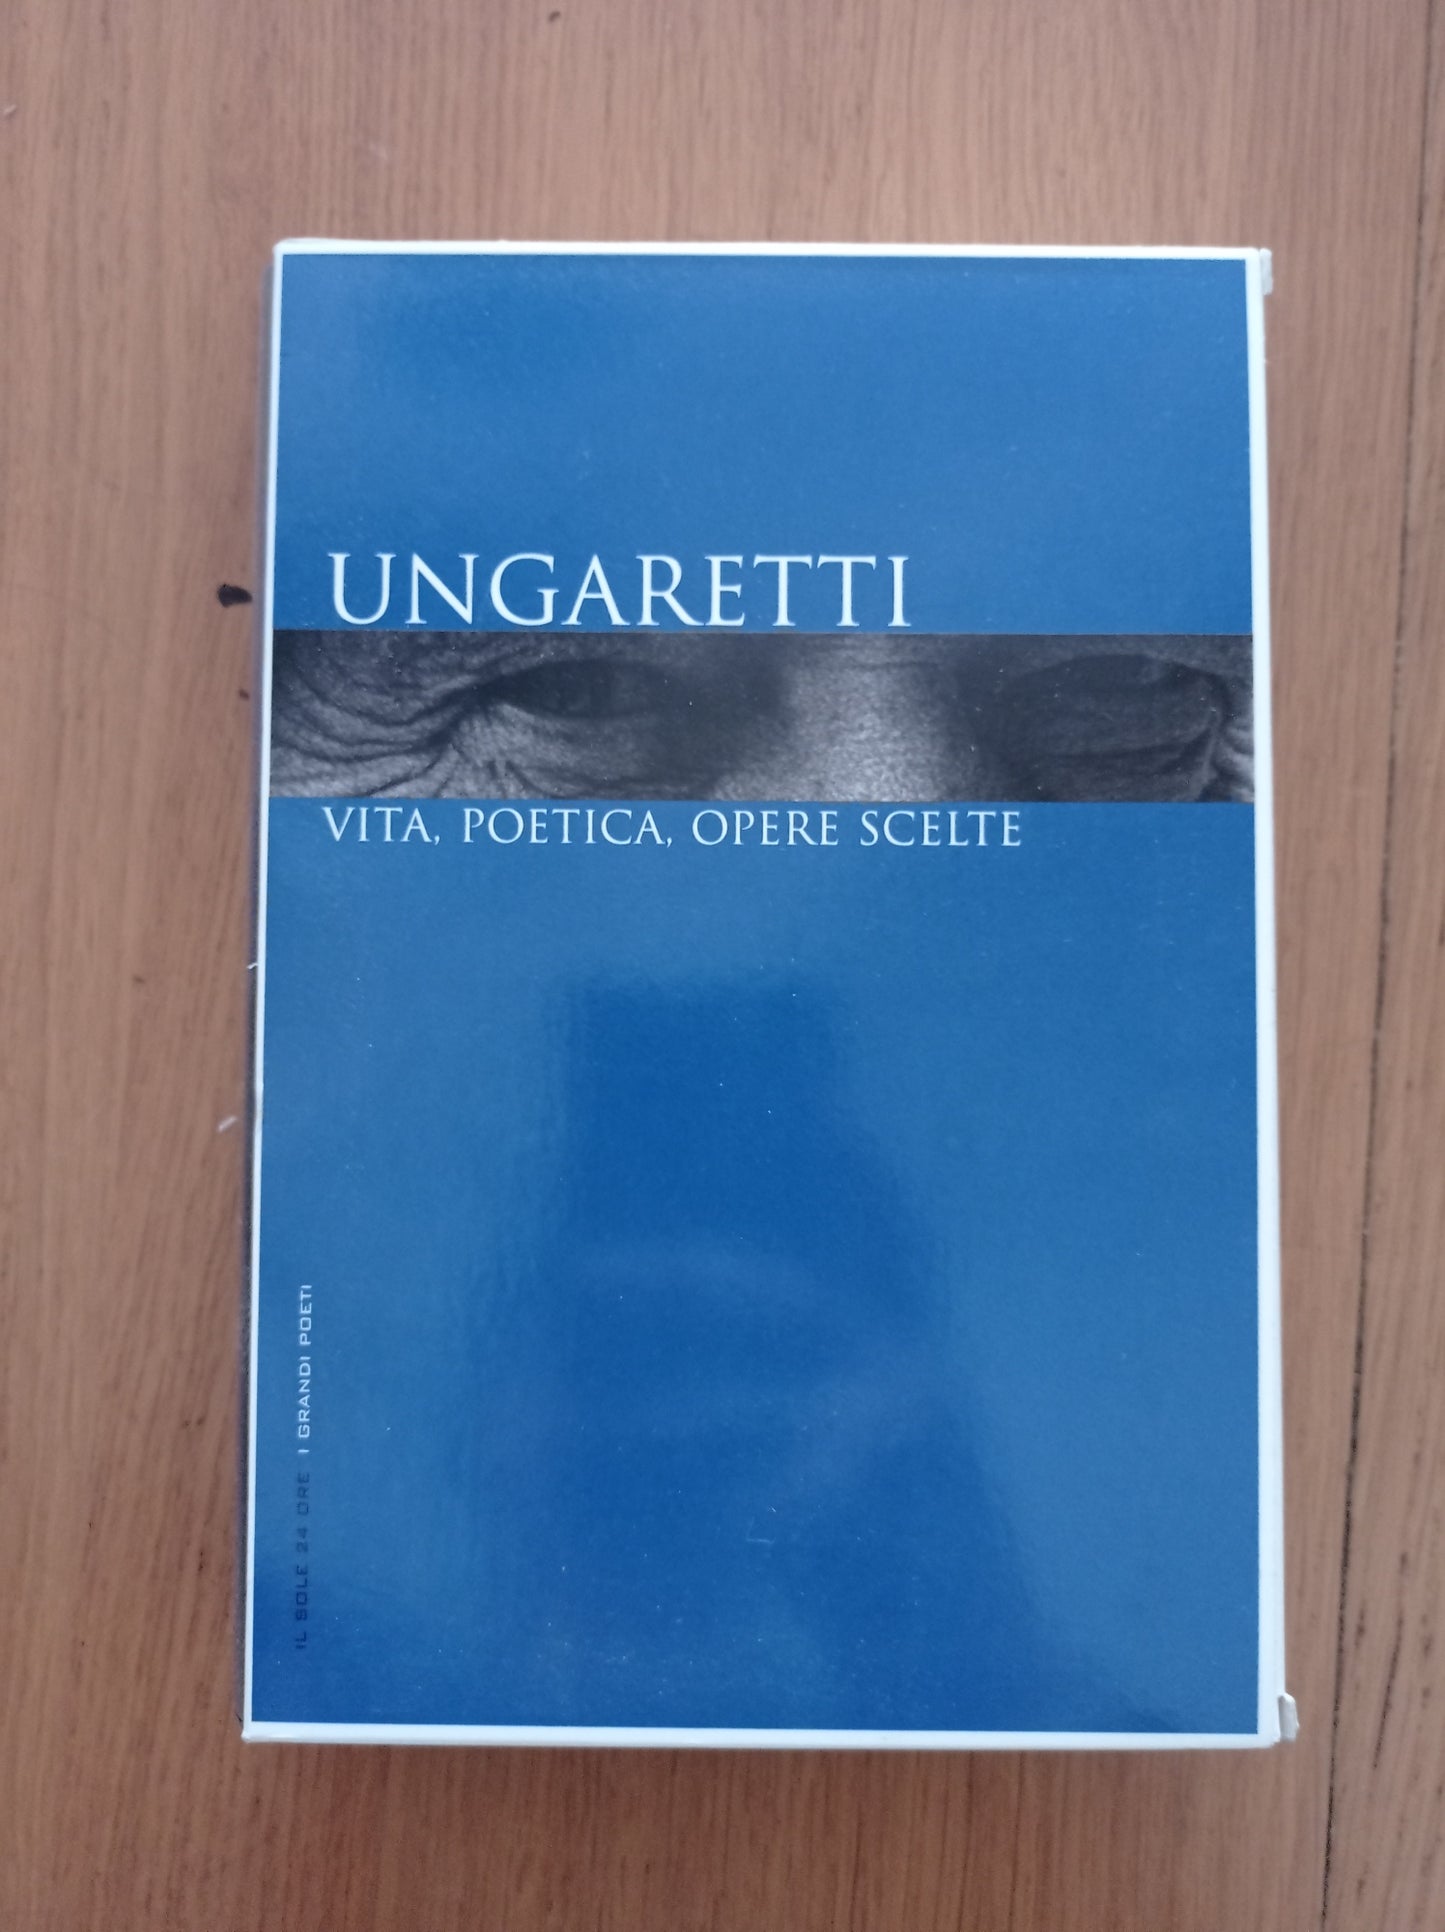 UNGARETTI
VITA, POETICA, OPERE SCELTE
IL SOLE 24 ORE I GRANDI POETI